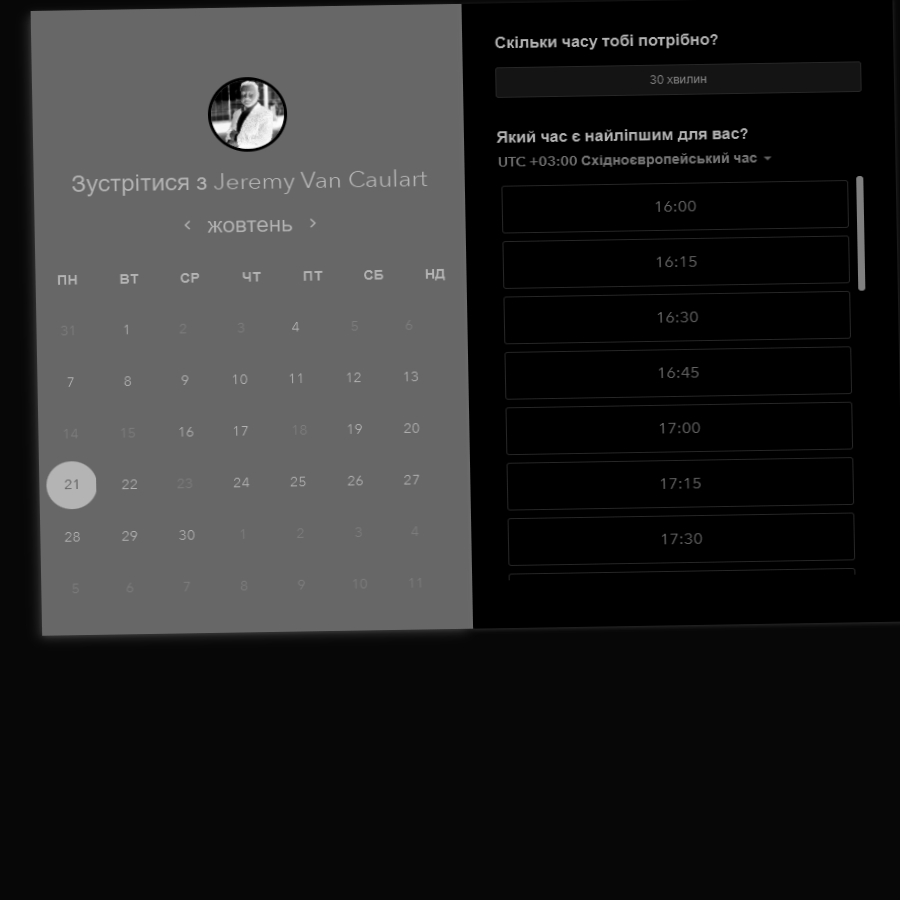 Зустрітися з Jeremy Van Caulart
жовтень
ПН ВТ СР ЧТ ПТ СБ НД
31 1 2 3 4 5 6
7 8 9 10 11 12 13
14 15 16 17 18 19 20
21 22 23 24 25 26 27
28 29 30 1 2 3 4
5 6 7 8 9 10 11
Скільки часу тобі потрібно?
30 хвилин
Який час є найліпшим для вас?
UTC +03:00 Східноєвропейський час
16:00
16:15
16:30
16:45
17:00
17:15
17:30